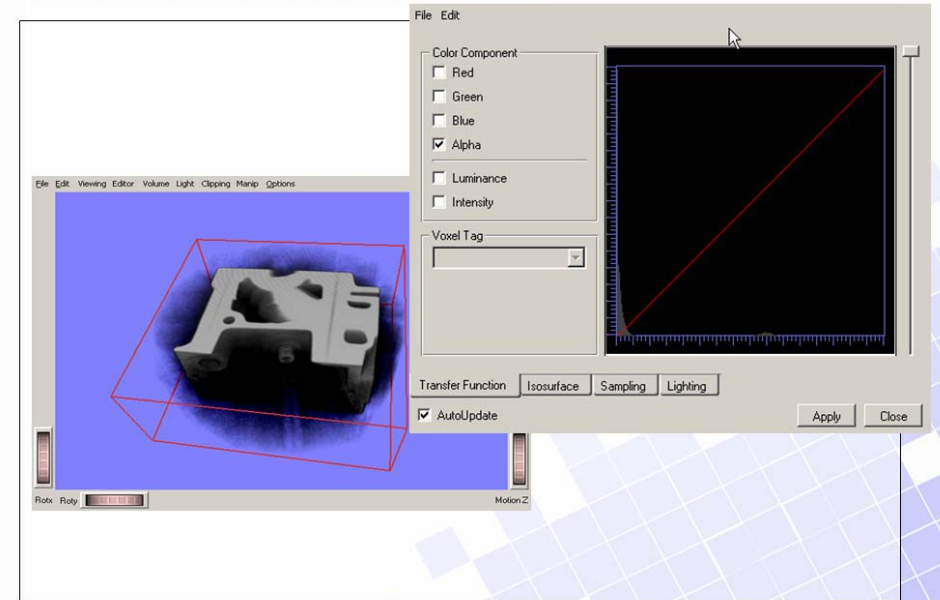 File Edit
Color Component
Red
Green
Blue
Alpha
Luminance
Intensity
Voxel Tag
Transfer Function Isosurface Sampling Lighting
AutoUpdate
Apply Close
File Edit Viewing Editor Volume Light Clipping Manip Options
Rotx Roty
Motion Z